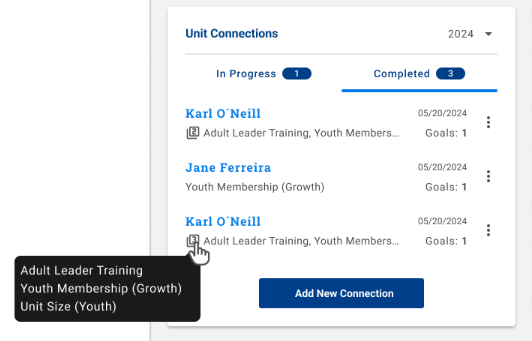 Unit Connections
2024
In Progress 1
Completed 3
Karl O´Neill
05/20/2024
2 Adult Leader Training, Youth Members...
Goals: 1
Jane Ferreira
05/20/2024
Youth Membership (Growth)
Goals: 1
Karl O´Neill
05/20/2024
3 Adult Leader Training, Youth Members...
Goals: 1
Adult Leader Training
Youth Membership (Growth)
Unit Size (Youth)
Add New Connection